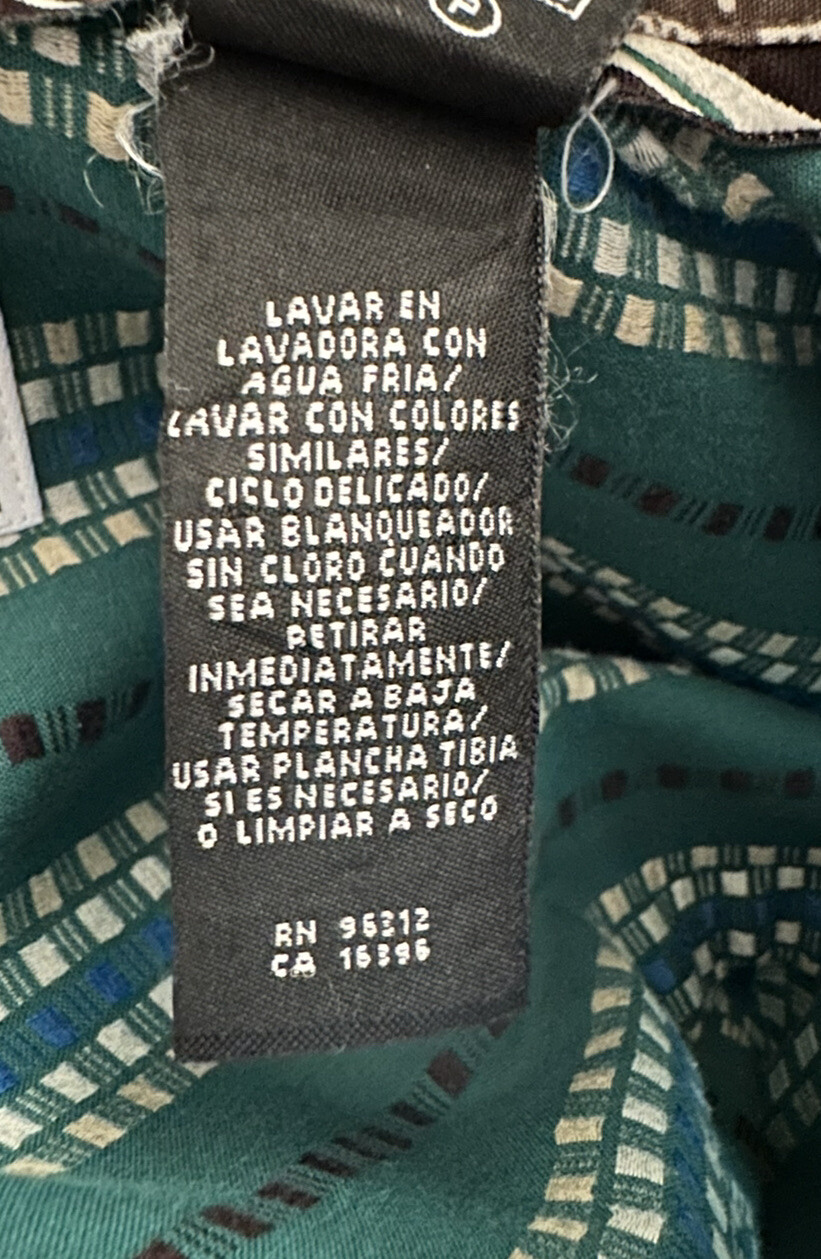 P
LAVAR EN
LAVADORA CON
AGUA FRIA/
LAVAR CON COLORES
SIMILARES/
CICLO DELICADO/
USAR BLANQUEADOR
SIN CLORO CUANDO
SEA NECESARIO/
RETIRAR
INMEDIATAMENTE/
SECAR A BAJA
TEMPERATURA/
USAR PLANCHA TIBIA
SI ES NECESARIO/
O LIMPIAR A SECO
RN 96212
CA 16396